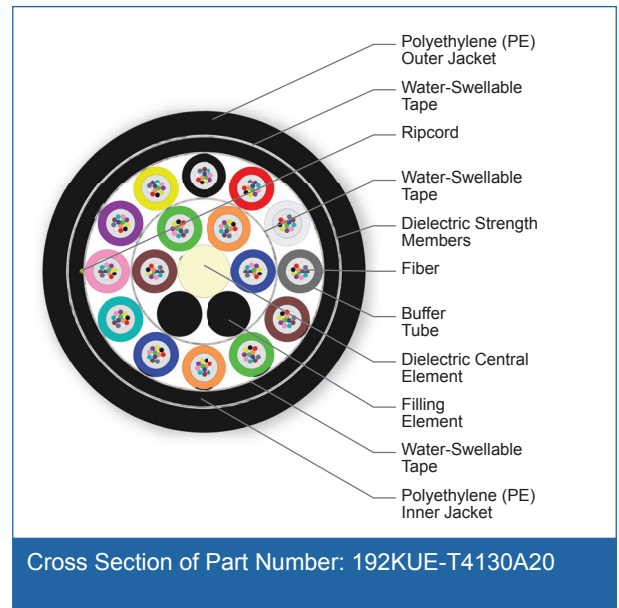 Polyethylene (PE)
Outer Jacket
Water-Swellable
Tape
Ripcord
Water-Swellable
Tape
Dielectric Strength
Members
Fiber
Buffer
Tube
Dielectric Central
Element
Filling
Element
Water-Swellable
Tape
Polyethylene (PE)
Inner Jacket
Cross Section of Part Number: 192KUE-T4130A20